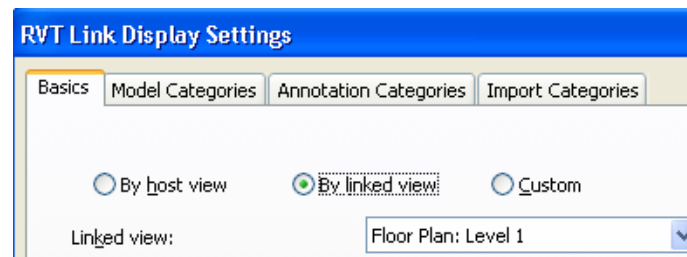 RVT Link Display Settings
Basics Model Categories Annotation Categories Import Categories
By host view By linked view Custom
Linked view: Floor Plan: Level 1